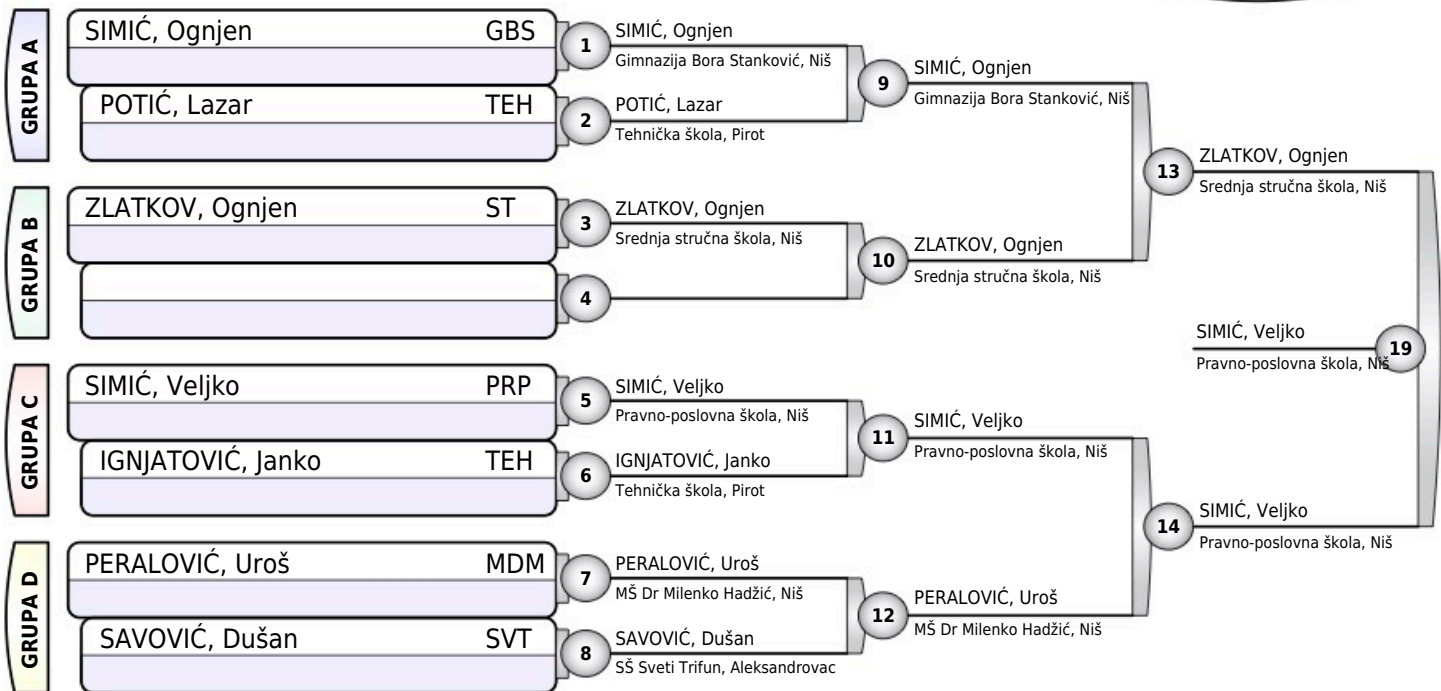 GRUPA A
SIMIĆ, Ognjen GBS
POTIĆ, Lazar TEH
GRUPA B
ZLATKOV, Ognjen ST
GRUPA C
SIMIĆ, Veljko PRP
IGNJATOVIĆ, Janko TEH
GRUPA D
PERALOVIĆ, Uroš MDM
SAVOVIĆ, Dušan SVT
1
SIMIĆ, Ognjen
Gimnazija Bora Stanković, Niš
2
POTIĆ, Lazar
Tehnička škola, Pirot
3
ZLATKOV, Ognjen
Srednja stručna škola, Niš
4
5
SIMIĆ, Veljko
Pravno-poslovna škola, Niš
6
IGNJATOVIĆ, Janko
Tehnička škola, Pirot
7
PERALOVIĆ, Uroš
MŠ Dr Milenko Hadžić, Niš
8
SAVOVIĆ, Dušan
SŠ Sveti Trifun, Aleksandrovac
9
SIMIĆ, Ognjen
Gimnazija Bora Stanković, Niš
10
ZLATKOV, Ognjen
Srednja stručna škola, Niš
11
SIMIĆ, Veljko
Pravno-poslovna škola, Niš
12
PERALOVIĆ, Uroš
MŠ Dr Milenko Hadžić, Niš
13
ZLATKOV, Ognjen
Srednja stručna škola, Niš
14
SIMIĆ, Veljko
Pravno-poslovna škola, Niš
SIMIĆ, Veljko
Pravno-poslovna škola, Niš
19